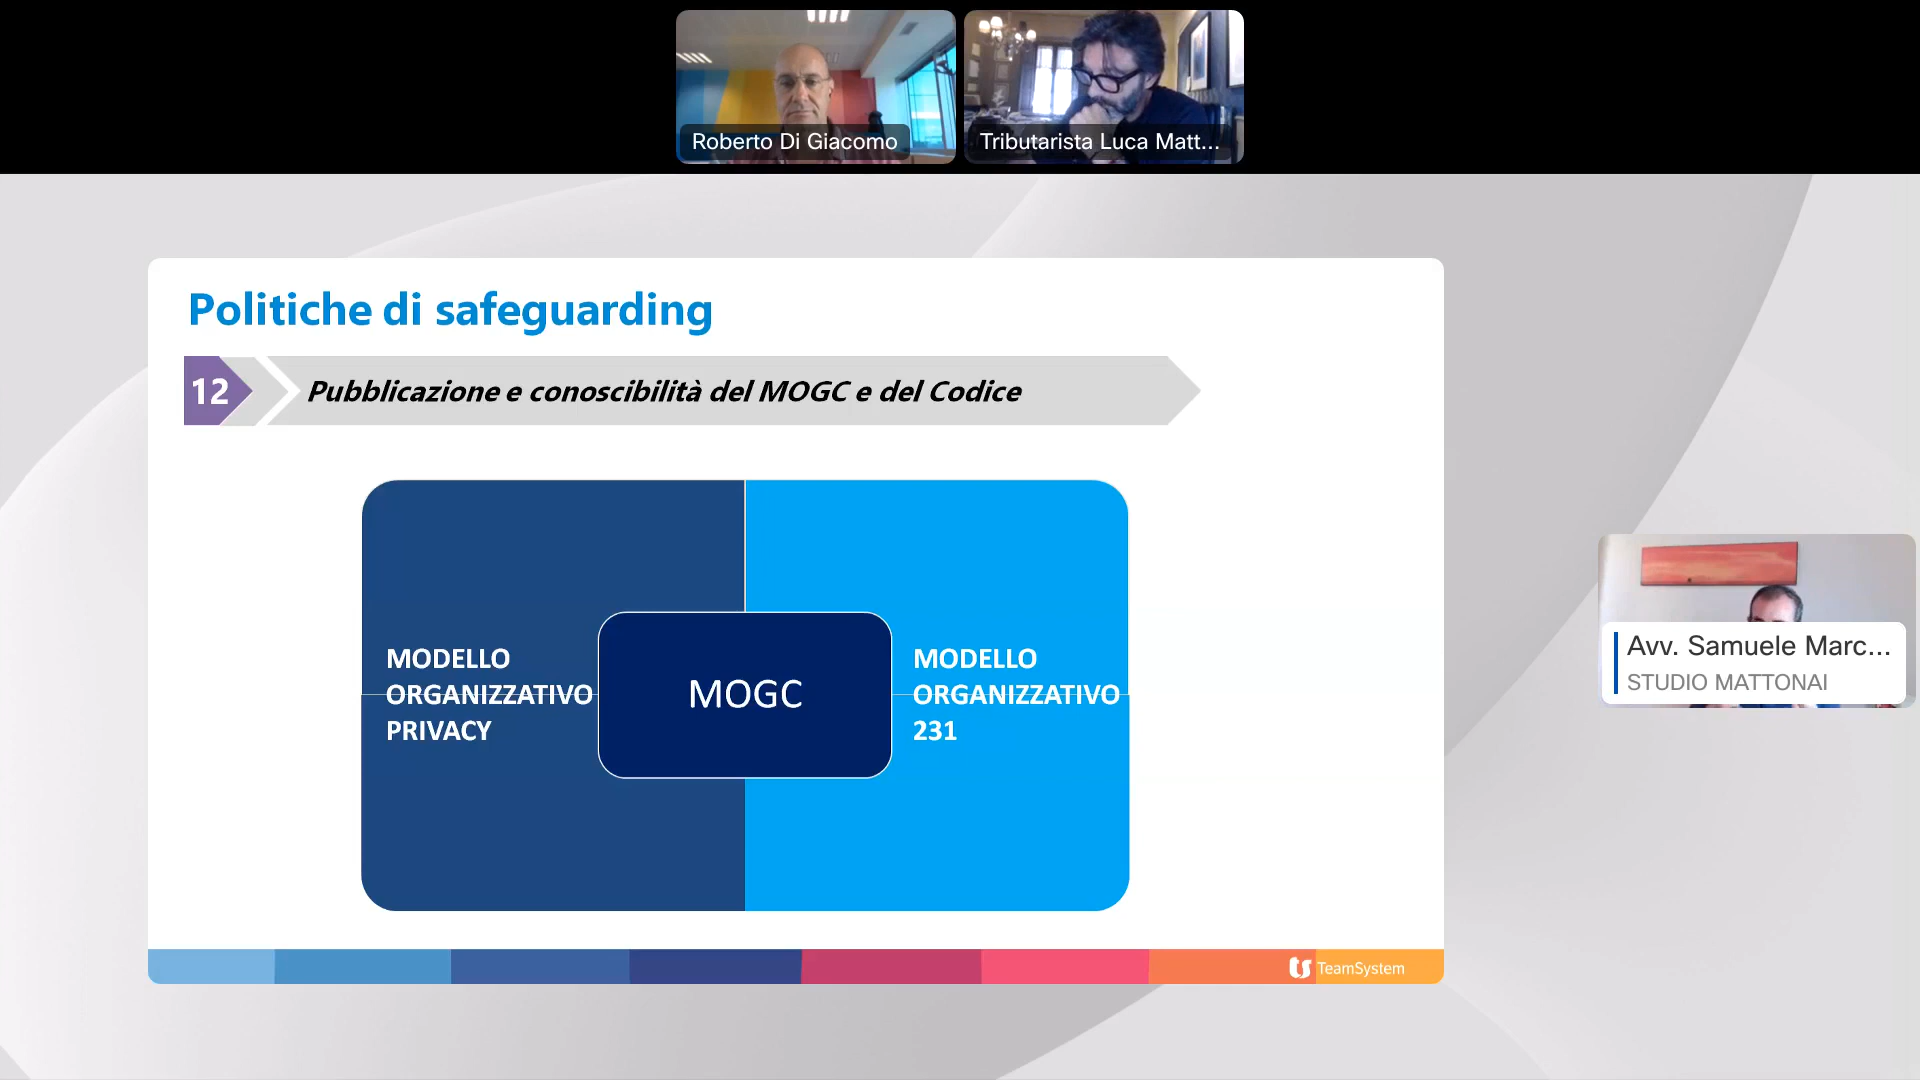 Roberto Di Giacomo
Tributarista Luca Matt...
Politiche di safeguarding
12
Pubblicazione e conoscibilità del MOGC e del Codice
MODELLO
ORGANIZZATIVO
PRIVACY
MOGC
MODELLO
ORGANIZZATIVO
231
Avv. Samuele Marc...
STUDIO MATTONAI
ts TeamSystem